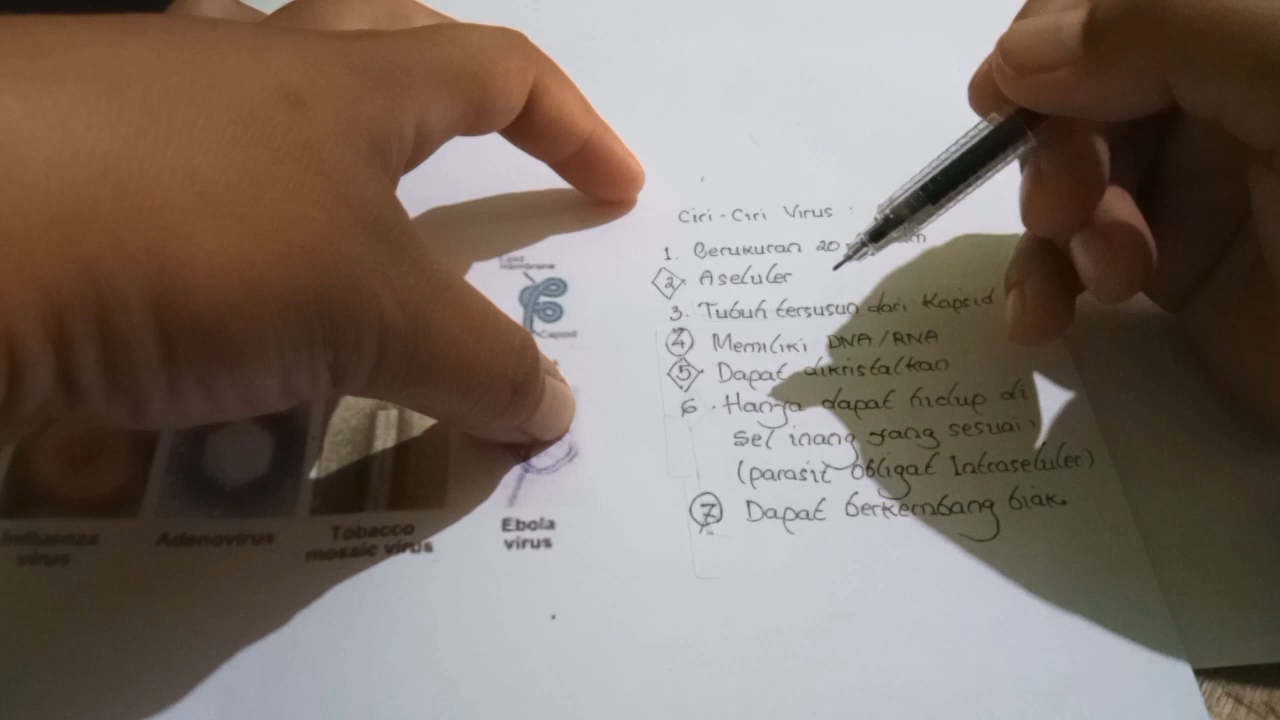 Ciri-Ciri Virus :
1. Berukuran 20
2. Aseluler
3. Tubuh tersusun dari Kapsid
4 Memiliki DNA/RNA
5 Dapat dikristalkan
6. Hanya dapat hidup di
sel inang yang sesuai
(parasit obligat Intraseluler)
7 Dapat berkembang biak
Lipid
membrane
Capsid
Influenza
virus
Adenovirus
Tobacco
mosaic virus
Ebola
virus